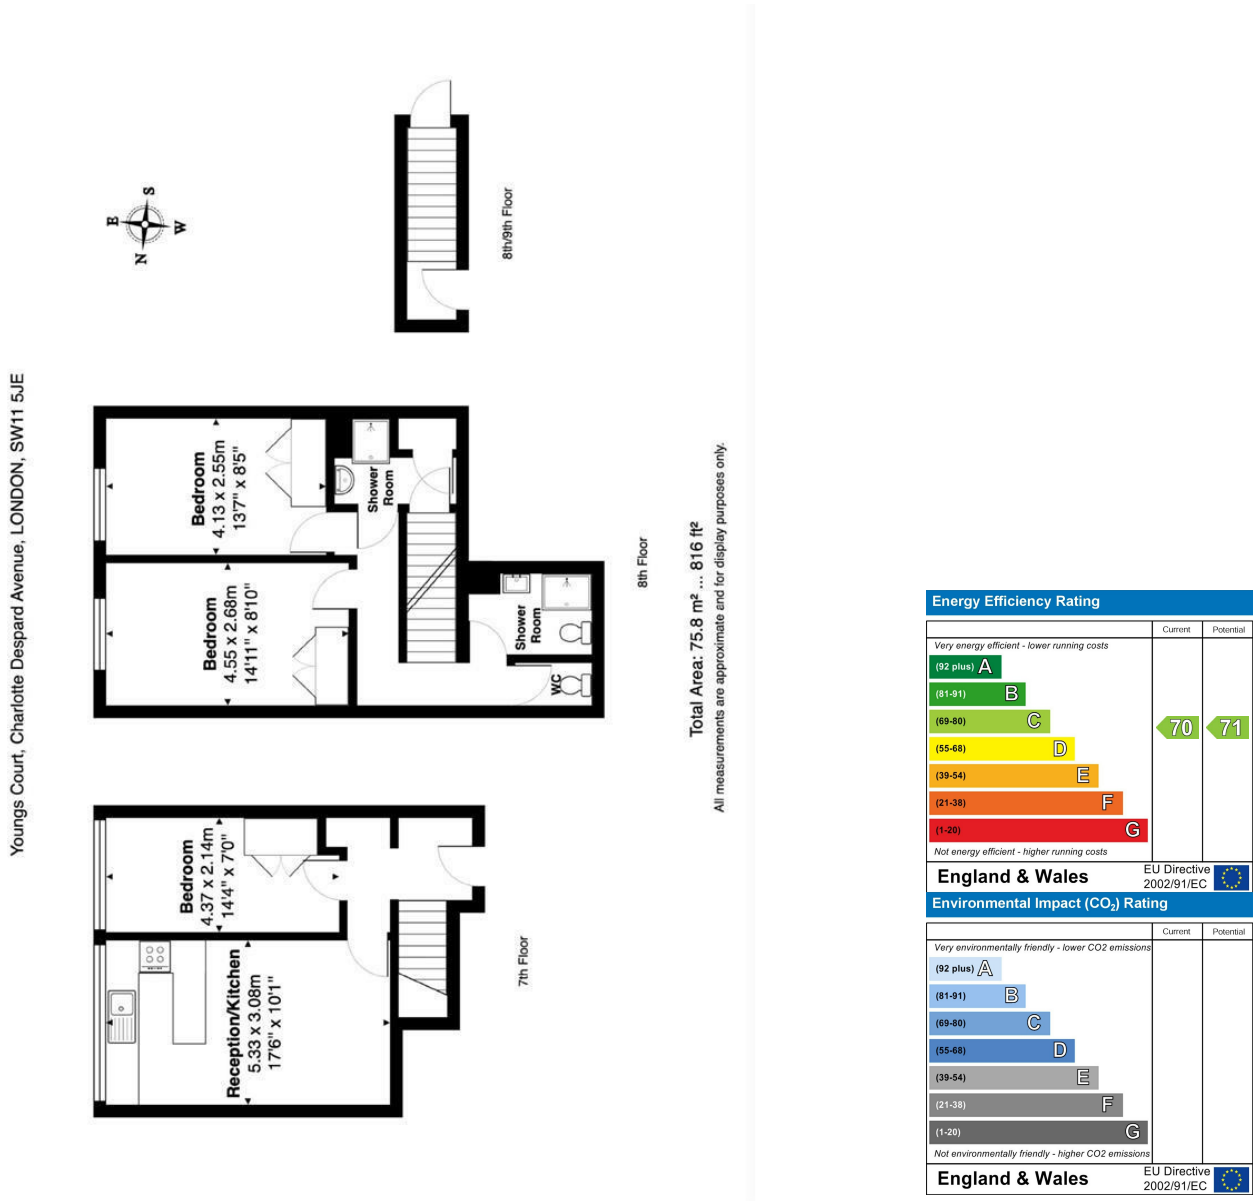 Youngs Court, Charlotte Despard Avenue, LONDON, SW11 5JE
N
E
S
W
Reception/Kitchen
5.33 x 3.08m
17'6" x 10'1"
Bedroom
4.37 x 2.14m
14'4" x 7'0"
7th Floor
Bedroom
4.55 x 2.68m
14'11" x 8'10"
Bedroom
4.13 x 2.55m
13'7" x 8'5"
Shower
Room
Shower
Room
WC
8th Floor
8th/9th Floor
Total Area: 75.8 m² ... 816 ft²
All measurements are approximate and for display purposes only.
Energy Efficiency Rating
Current Potential
Very energy efficient - lower running costs
(92 plus) A
(81-91) B
(69-80) C
70 71
(55-68) D
(39-54) E
(21-38) F
(1-20) G
Not energy efficient - higher running costs
England & Wales
EU Directive
2002/91/EC
Environmental Impact (CO₂) Rating
Current Potential
Very environmentally friendly - lower CO2 emissions
(92 plus) A
(81-91) B
(69-80) C
(55-68) D
(39-54) E
(21-38) F
(1-20) G
Not environmentally friendly - higher CO2 emissions
England & Wales
EU Directive
2002/91/EC